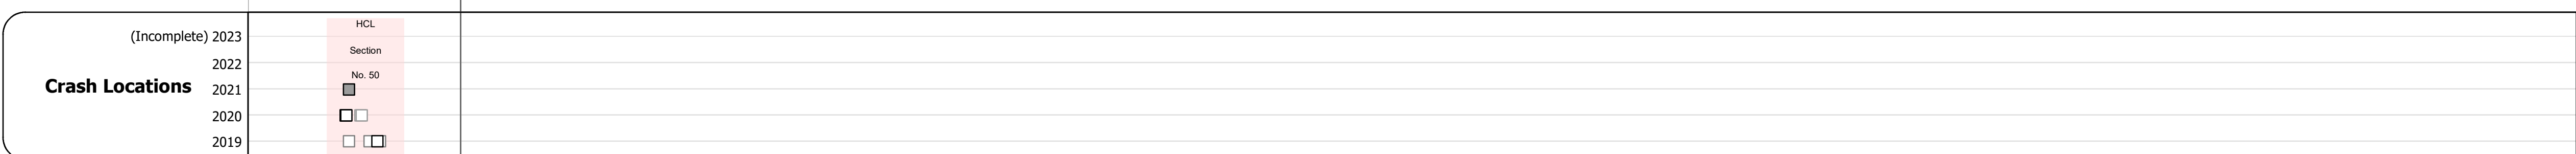 HCL
(Incomplete) 2023
Section
2022
No. 50
Crash Locations
2021
2020
2019